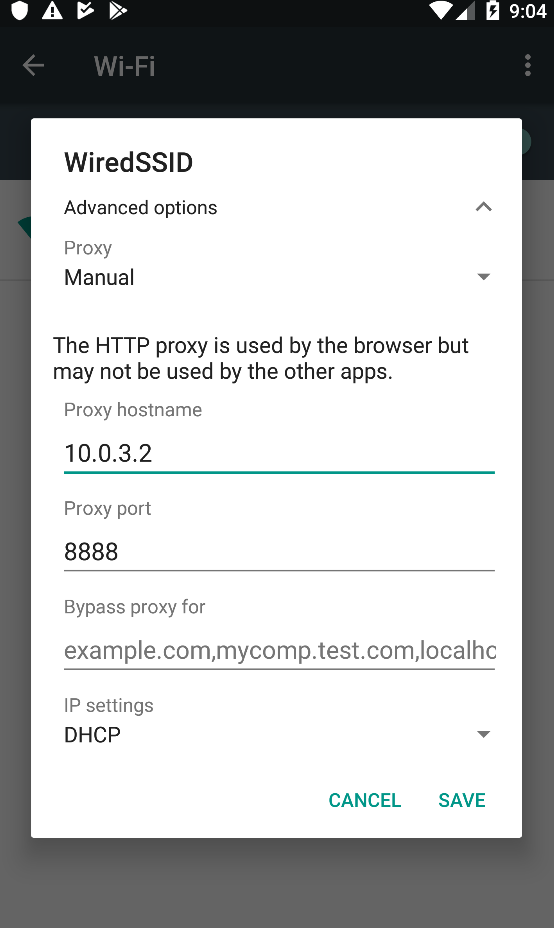 9:04
Wi-Fi
WiredSSID
Advanced options
Proxy
Manual
The HTTP proxy is used by the browser but
may not be used by the other apps.
Proxy hostname
10.0.3.2
Proxy port
8888
Bypass proxy for
example.com,mycomp.test.com,localhc
IP settings
DHCP
CANCEL SAVE